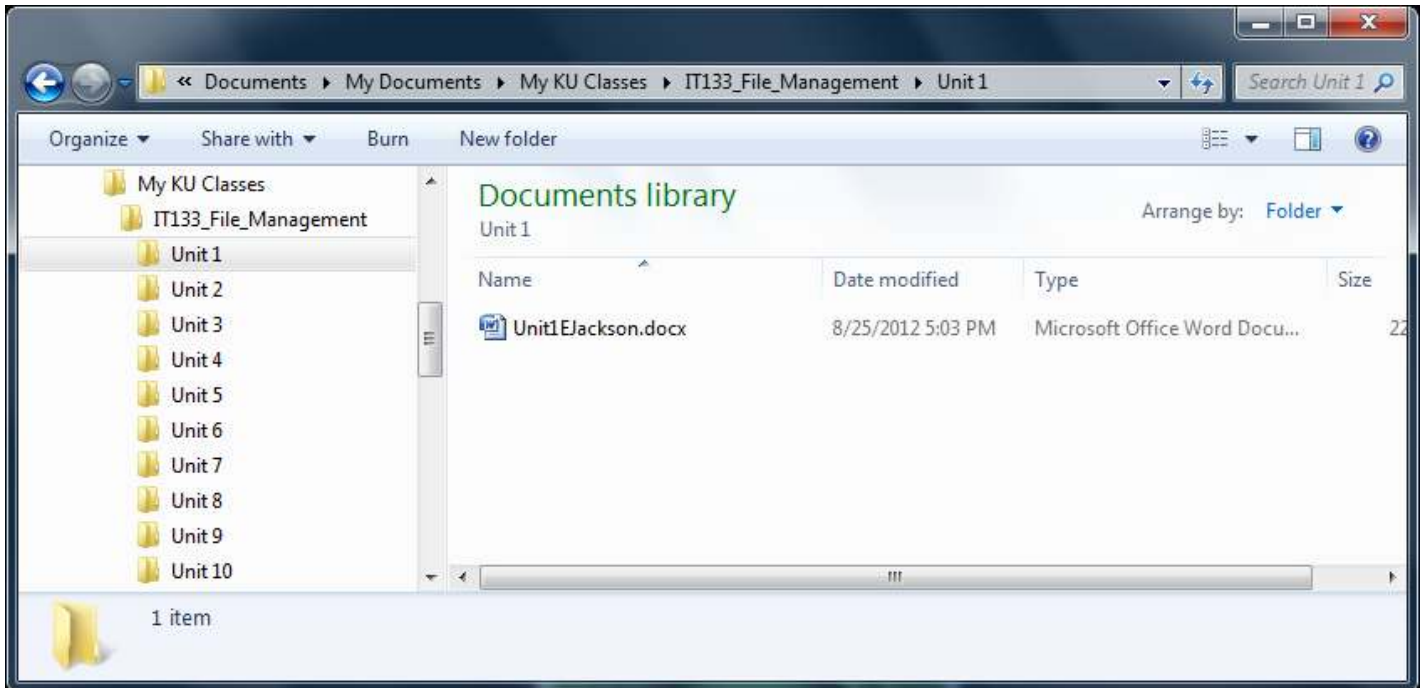 « Documents ▸ My Documents ▸ My KU Classes ▸ IT133_File_Management ▸ Unit 1 Search Unit 1
Organize Share with Burn New folder
My KU Classes
IT133_File_Management
Unit 1
Unit 2
Unit 3
Unit 4
Unit 5
Unit 6
Unit 7
Unit 8
Unit 9
Unit 10
Documents library
Unit 1
Arrange by: Folder
Name Date modified Type Size
Unit1EJackson.docx 8/25/2012 5:03 PM Microsoft Office Word Docu... 22
1 item